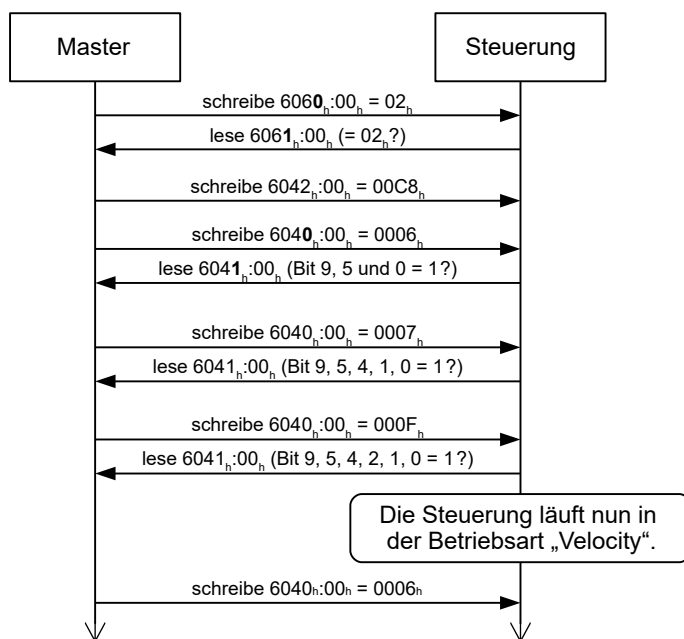 Master
Steuerung
schreibe 6060ₕ:00ₕ = 02ₕ
lese 6061ₕ:00ₕ (= 02ₕ?)
schreibe 6042ₕ:00ₕ = 00C8ₕ
schreibe 6040ₕ:00ₕ = 0006ₕ
lese 6041ₕ:00ₕ (Bit 9, 5 und 0 = 1?)
schreibe 6040ₕ:00ₕ = 0007ₕ
lese 6041ₕ:00ₕ (Bit 9, 5, 4, 1, 0 = 1?)
schreibe 6040ₕ:00ₕ = 000Fₕ
lese 6041ₕ:00ₕ (Bit 9, 5, 4, 2, 1, 0 = 1?)
Die Steuerung läuft nun in
der Betriebsart „Velocity“.
schreibe 6040ₕ:00ₕ = 0006ₕ